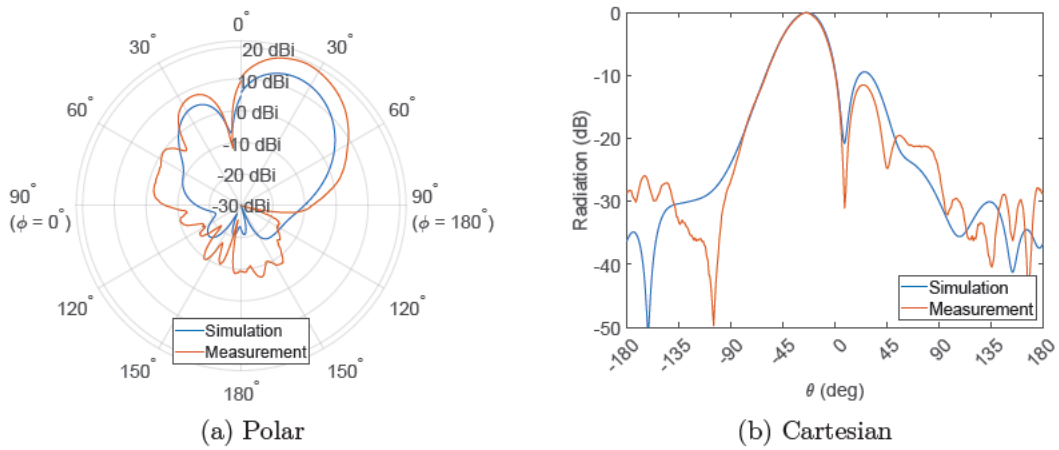 0°
30°
30°
60°
60°
90°
(ϕ = 0°)
90°
(ϕ = 180°)
120°
120°
150°
150°
180°
20 dBi
10 dBi
0 dBi
-10 dBi
-20 dBi
-30 dBi
Simulation
Measurement
(a) Polar
Radiation (dB)
0
-10
-20
-30
-40
-50
-180
-135
-90
-45
0
45
90
135
180
θ (deg)
Simulation
Measurement
(b) Cartesian